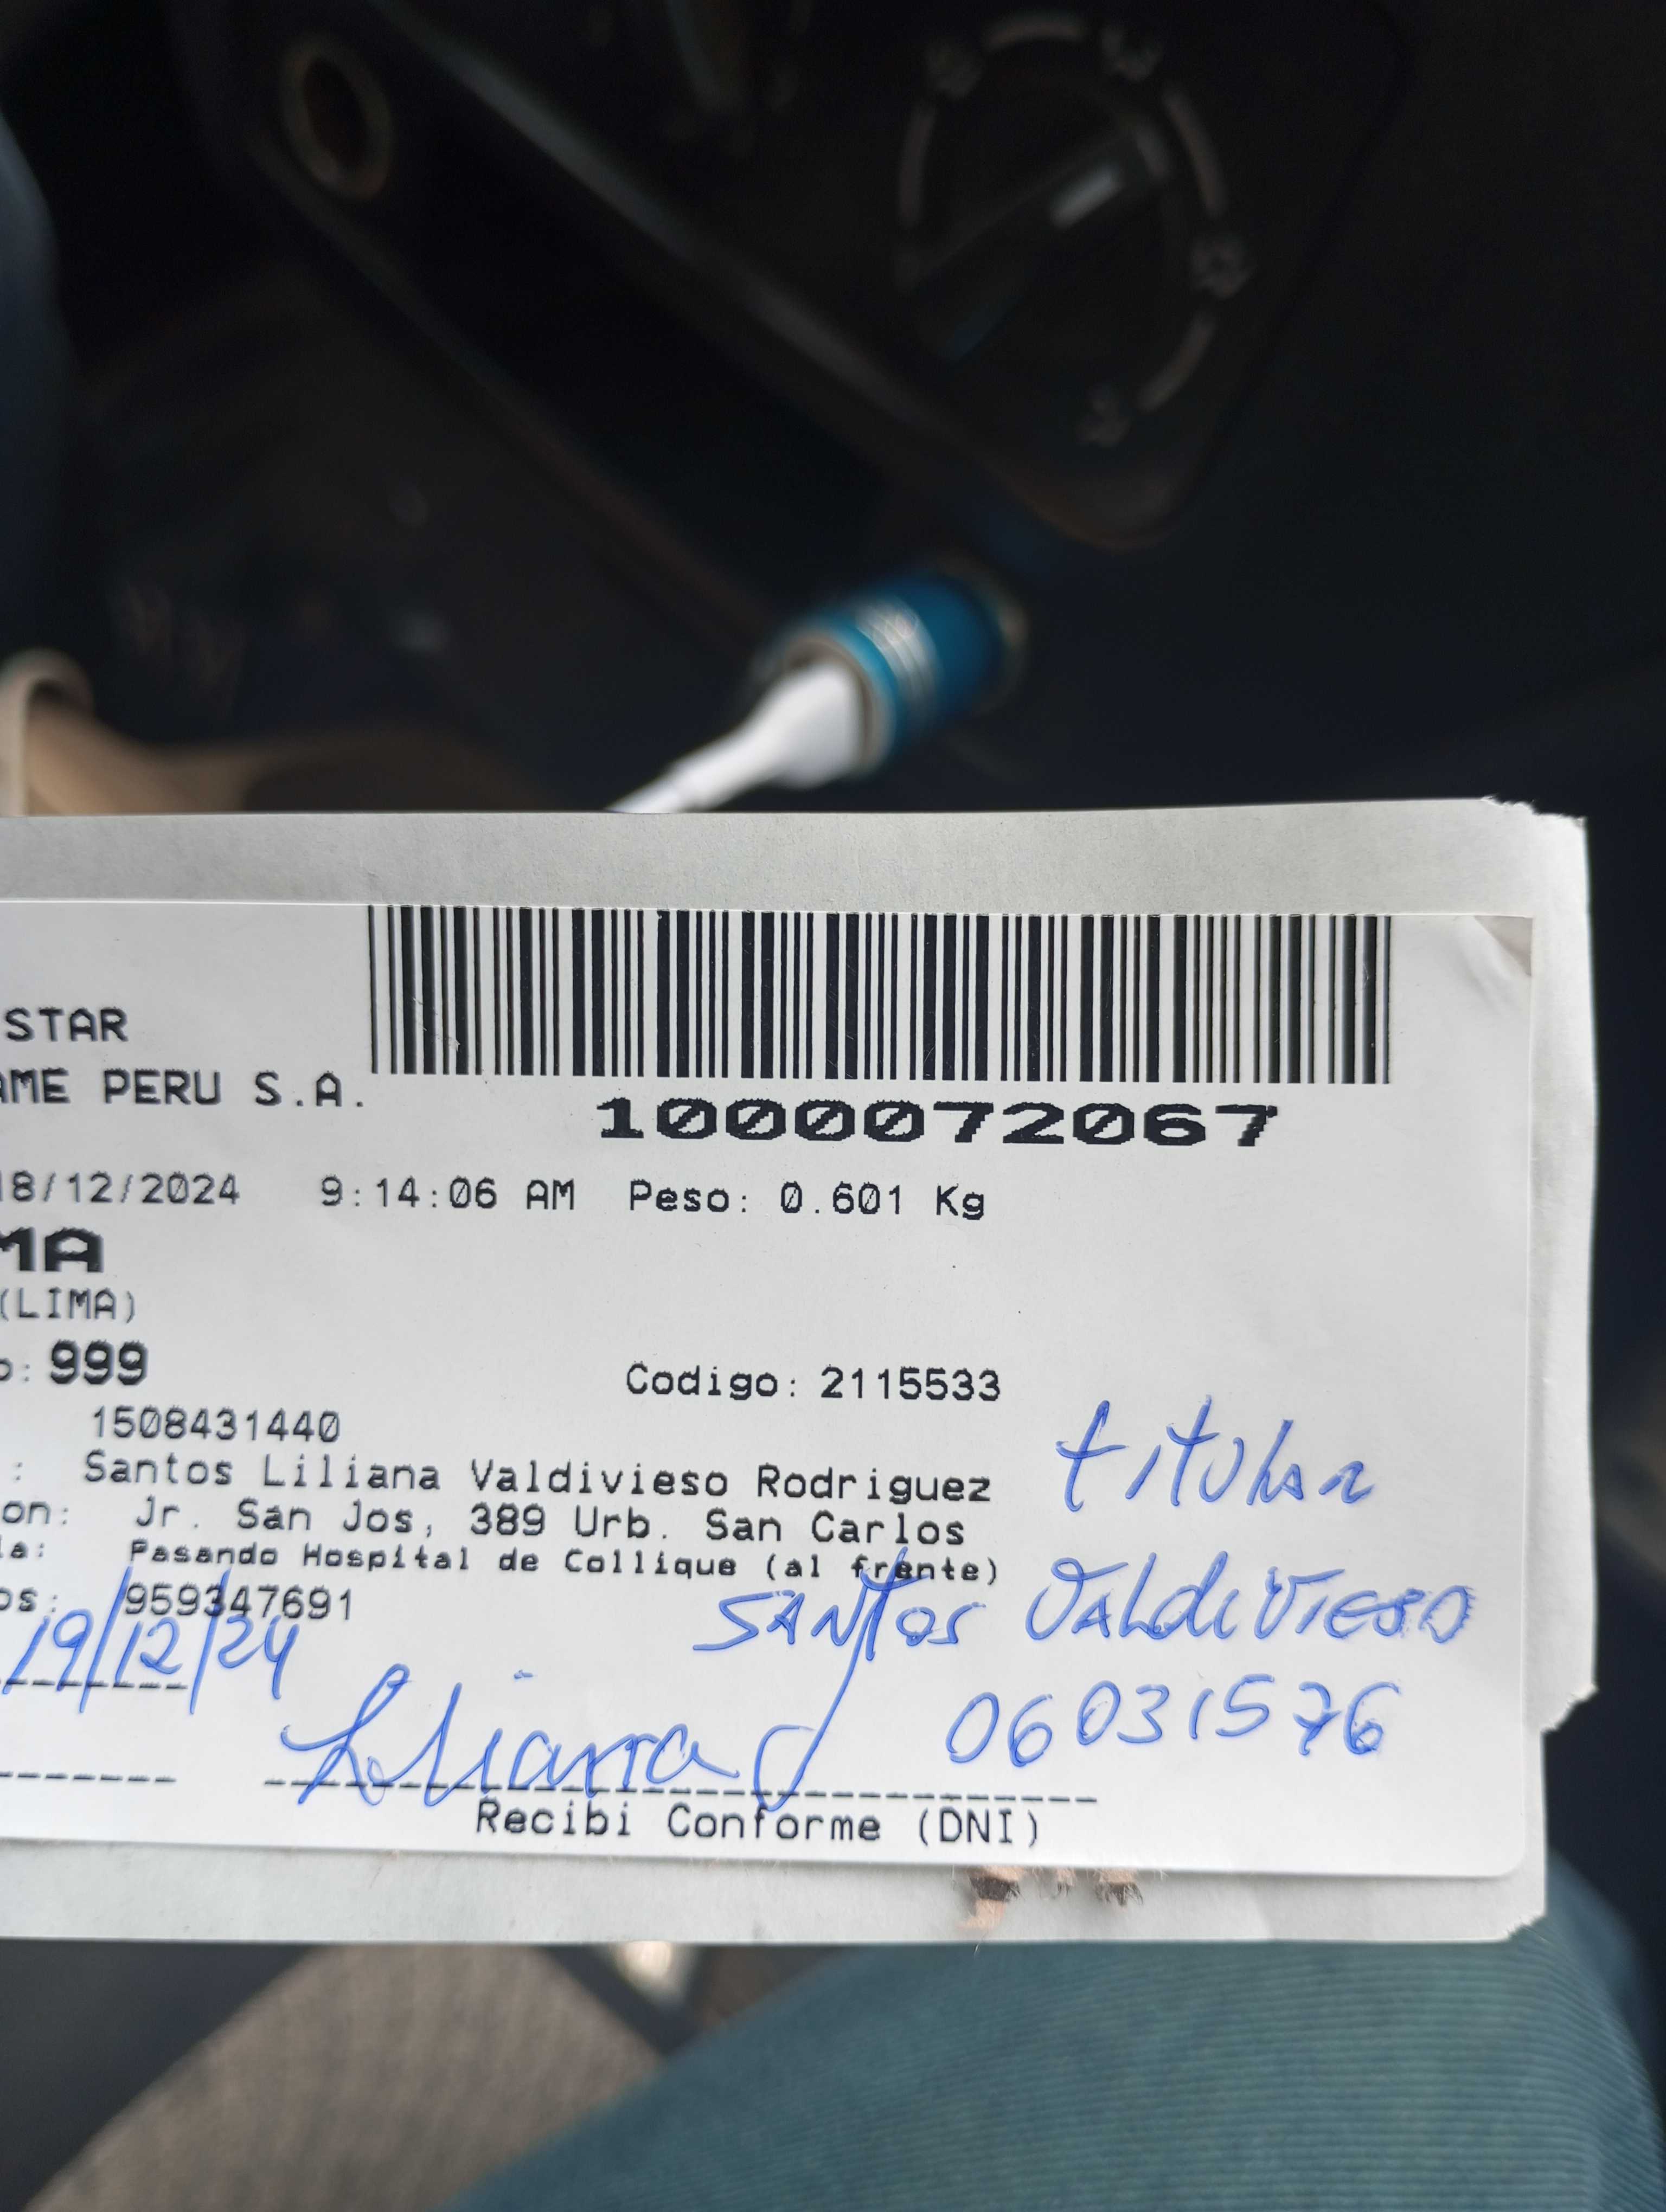 STAR
AME PERU S.A.
1000072067
18/12/2024 9:14:06 AM Peso: 0.601 Kg
MA
(LIMA)
o: 999
Codigo: 2115533
1508431440
: Santos Liliana Valdivieso Rodriguez
titular
on: Jr. San Jos, 389 Urb. San Carlos
la: Pasando Hospital de Collique (al frente)
os: 959347691
SANTOS VALdiVIESO
19/12/24
Liliana
06031576
Recibi Conforme (DNI)